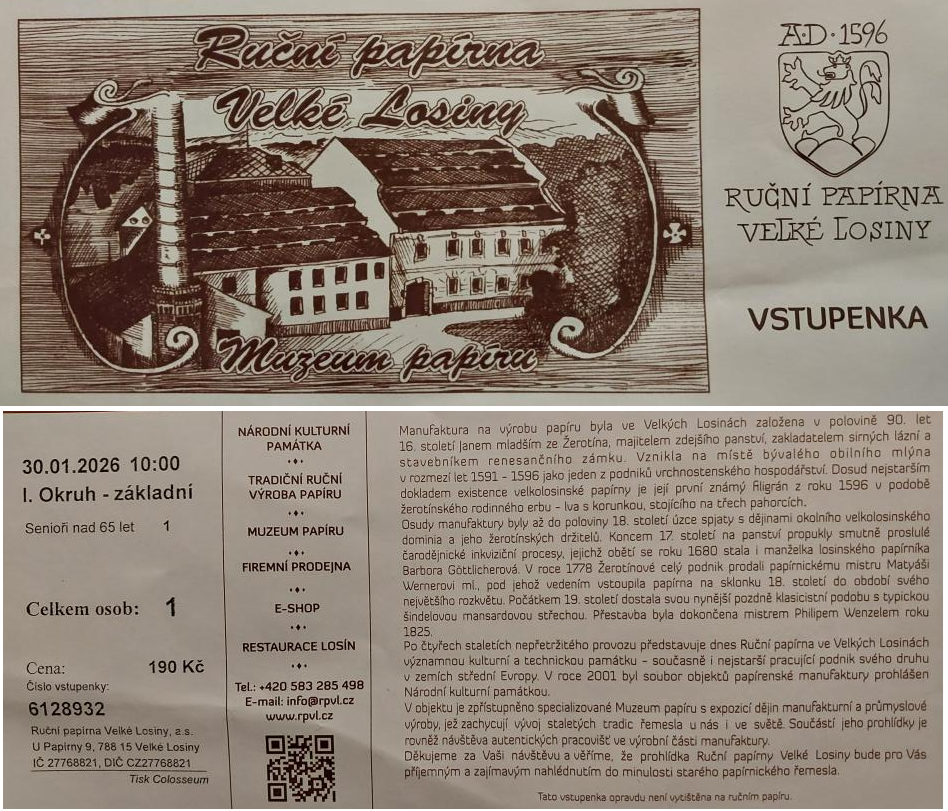 Ruční papírna
Velké Losiny
Muzeum papíru
A·D·1596
RUČNÍ PAPÍRNA
VELKÉ LOSINY
VSTUPENKA
30.01.2026 10:00
I. Okruh - základní
Senioři nad 65 let 1
Celkem osob: 1
Cena: 190 Kč
Číslo vstupenky:
6128932
Ruční papírna Velké Losiny, a.s.
U Papírny 9, 788 15 Velké Losiny
IČ 27768821, DIČ CZ27768821
Tisk Colosseum
NÁRODNÍ KULTURNÍ
PAMÁTKA
TRADIČNÍ RUČNÍ
VÝROBA PAPÍRU
MUZEUM PAPÍRU
FIREMNÍ PRODEJNA
E-SHOP
RESTAURACE LOSÍN
Tel.: +420 583 285 498
E-mail: info@rpvl.cz
www.rpvl.cz
Manufaktura na výrobu papíru byla ve Velkých Losinách založena v polovině 90. let
16. století Janem mladším ze Žerotína, majitelem zdejšího panství, zakladatelem sirných lázní a
stavebníkem renesančního zámku. Vznikla na místě bývalého obilního mlýna
v rozmezí let 1591 - 1596 jako jeden z podniků vrchnostenského hospodářství. Dosud nejstarším
dokladem existence velkolosinské papírny je její první známý filigrán z roku 1596 v podobě
žerotínského rodinného erbu - lva s korunkou, stojícího na třech pahorcích.
Osudy manufaktury byly až do poloviny 18. století úzce spjaty s dějinami okolního velkolosinského
dominia a jeho žerotínských držitelů. Koncem 17. století na panství propukly smutně proslulé
čarodějnické inkviziční procesy, jejichž obětí se roku 1680 stala i manželka losinského papírníka
Barbora Göttlicherová. V roce 1778 Žerotínové celý podnik prodali papírnickému mistru Matyáši
Wernerovi ml., pod jehož vedením vstoupila papírna na sklonku 18. století do období svého
největšího rozkvětu. Počátkem 19. století dostala svou nynější pozdně klasicistní podobu s typickou
šindelovou mansardovou střechou. Přestavba byla dokončena mistrem Philipem Wenzelem roku
1825.
Po čtyřech staletích nepřetržitého provozu představuje dnes Ruční papírna ve Velkých Losinách
významnou kulturní a technickou památku – současně i nejstarší pracující podnik svého druhu
v zemích střední Evropy. V roce 2001 byl soubor objektů papírenské manufaktury prohlášen
Národní kulturní památkou.
V objektu je zpřístupněno specializované Muzeum papíru s expozicí dějin manufakturní a průmyslové
výroby, jež zachycují vývoj staletých tradic řemesla u nás i ve světě. Součástí jeho prohlídky je
rovněž návštěva autentických pracovišť ve výrobní části manufaktury.
Děkujeme za Vaši návštěvu a věříme, že prohlídka Ruční papírny Velké Losiny bude pro Vás
příjemným a zajímavým nahlédnutím do minulosti starého papírnického řemesla.
Tato vstupenka opravdu není vytištěna na ručním papíru.